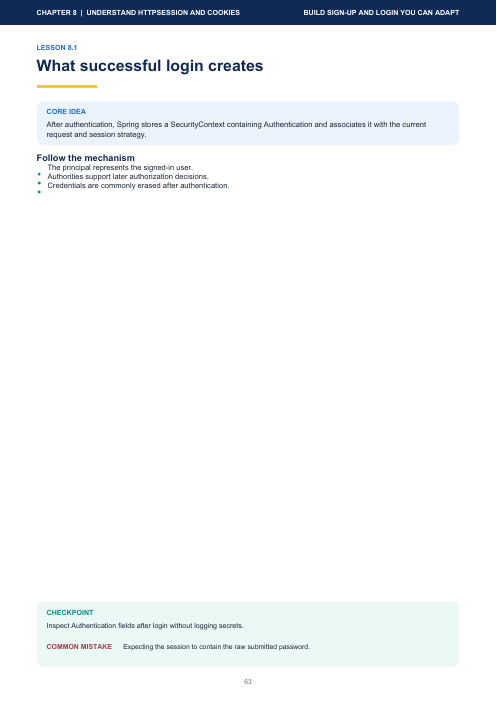 CHAPTER 8 | UNDERSTAND HTTPSESSION AND COOKIES    BUILD SIGN-UP AND LOGIN YOU CAN ADAPT
LESSON 8.1
What successful login creates
CORE IDEA
After authentication, Spring stores a SecurityContext containing Authentication and associates it with the current
request and session strategy.
Follow the mechanism
The principal represents the signed-in user.
Authorities support later authorization decisions.
Credentials are commonly erased after authentication.
CHECKPOINT
Inspect Authentication fields after login without logging secrets.
COMMON MISTAKE    Expecting the session to contain the raw submitted password.
63